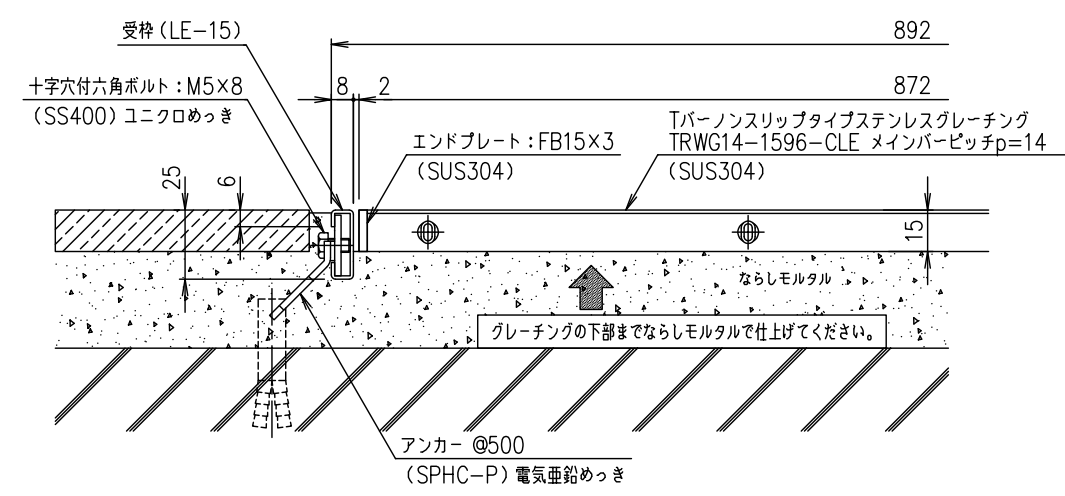 受枠(LE-15)
892
十字穴付六角ボルト:M5×8
(SS400)ユニクロめっき
8
2
872
エンドプレート:FB15×3
(SUS304)
Tバーノンスリップタイプステンレスグレーチング
TRWG14-1596-CLE メインバーピッチp=14
(SUS304)
25
6
15
ならしモルタル
グレーチングの下部までならしモルタルで仕上げてください。
アンカー @500
(SPHC-P)電気亜鉛めっき